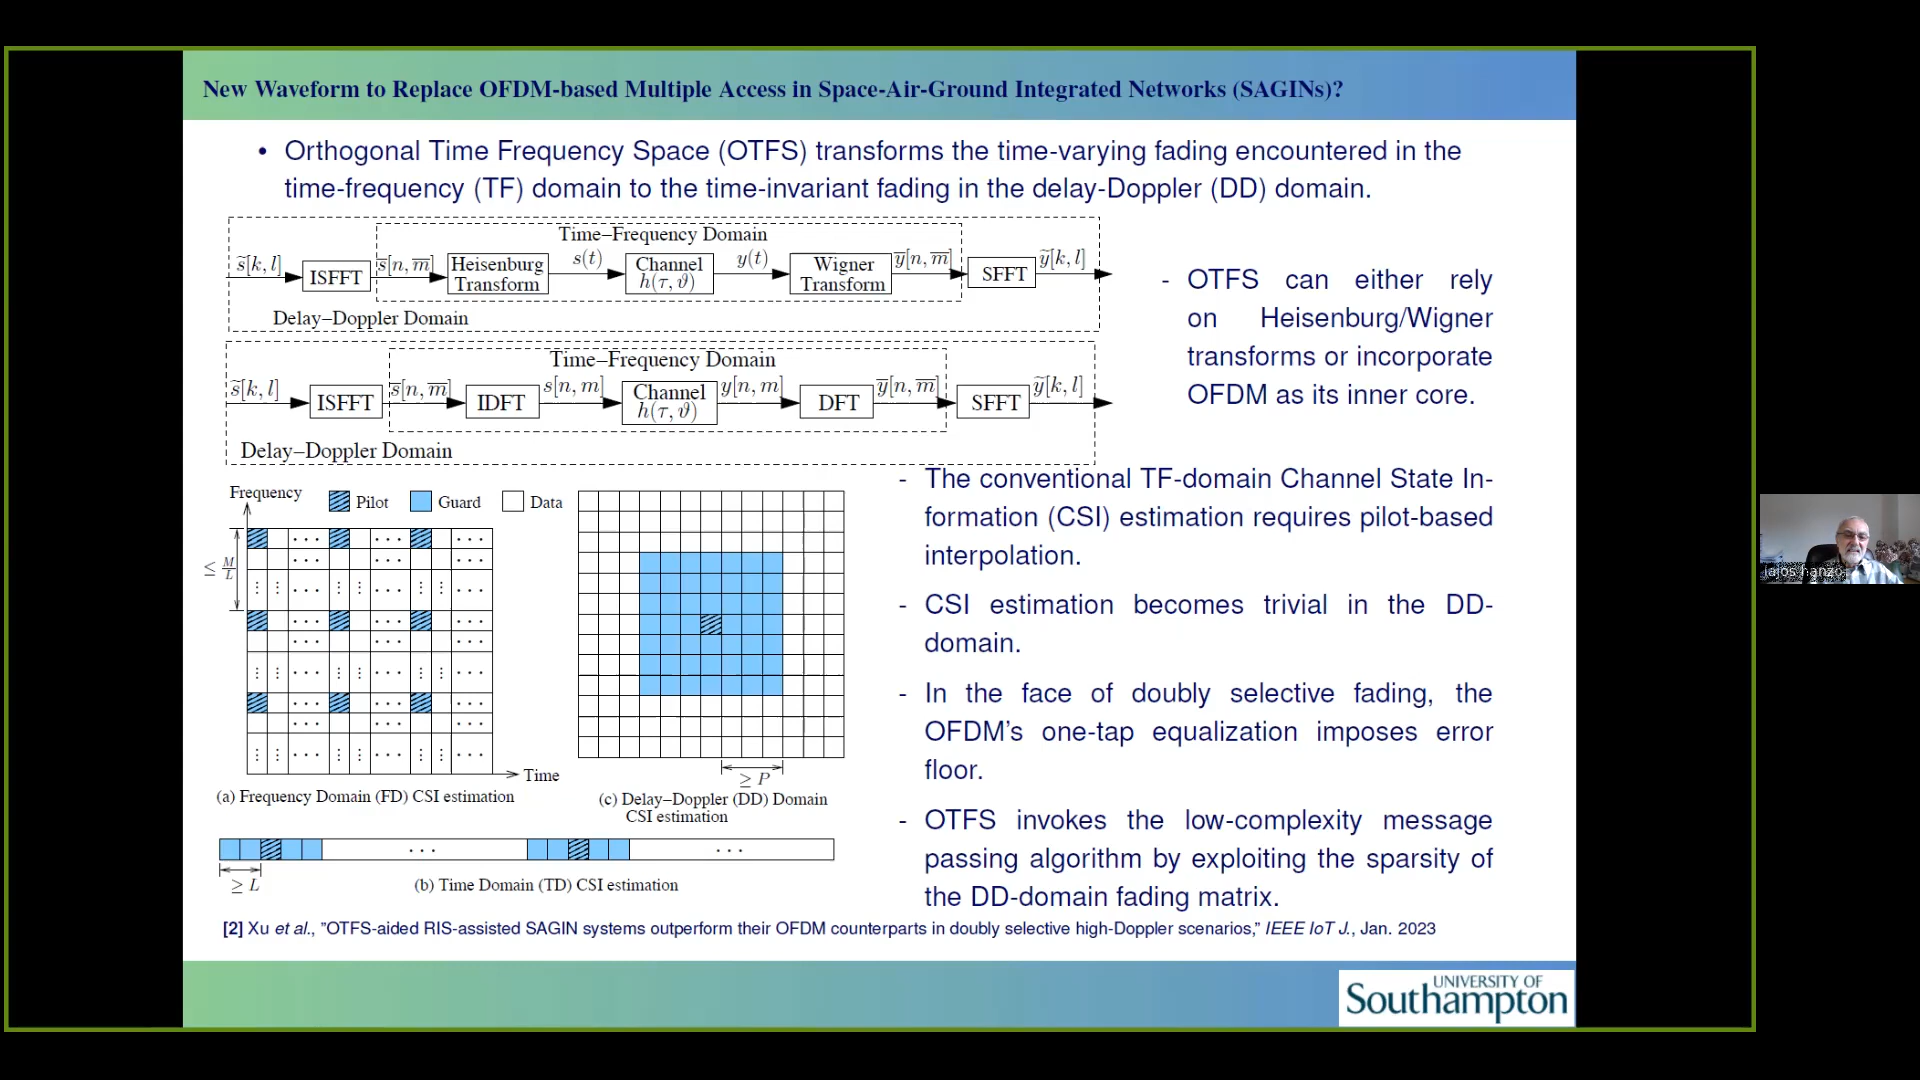 New Waveform to Replace OFDM-based Multiple Access in Space-Air-Ground Integrated Networks (SAGINs)?
• Orthogonal Time Frequency Space (OTFS) transforms the time-varying fading encountered in the
time-frequency (TF) domain to the time-invariant fading in the delay-Doppler (DD) domain.
Time–Frequency Domain
s̃[k, l]
ISFFT
s̅[n, m̅]
Heisenburg
Transform
s(t)
Channel
h(τ, ϑ)
y(t)
Wigner
Transform
y̅[n, m̅]
SFFT
ỹ[k, l]
Delay–Doppler Domain
Time–Frequency Domain
s̃[k, l]
ISFFT
s̅[n, m̅]
IDFT
s[n, m]
Channel
h(τ, ϑ)
y[n, m]
DFT
y̅[n, m̅]
SFFT
ỹ[k, l]
Delay–Doppler Domain
- OTFS can either rely
on Heisenburg/Wigner
transforms or incorporate
OFDM as its inner core.
Frequency
Pilot
Guard
Data
≤ M/L
Time
(a) Frequency Domain (FD) CSI estimation
≥ P
(c) Delay–Doppler (DD) Domain
CSI estimation
≥ L
(b) Time Domain (TD) CSI estimation
- The conventional TF-domain Channel State In-
formation (CSI) estimation requires pilot-based
interpolation.
- CSI estimation becomes trivial in the DD-
domain.
- In the face of doubly selective fading, the
OFDM's one-tap equalization imposes error
floor.
- OTFS invokes the low-complexity message
passing algorithm by exploiting the sparsity of
the DD-domain fading matrix.
[2] Xu et al., "OTFS-aided RIS-assisted SAGIN systems outperform their OFDM counterparts in doubly selective high-Doppler scenarios," IEEE IoT J., Jan. 2023
UNIVERSITY OF
Southampton
lajos hanzo